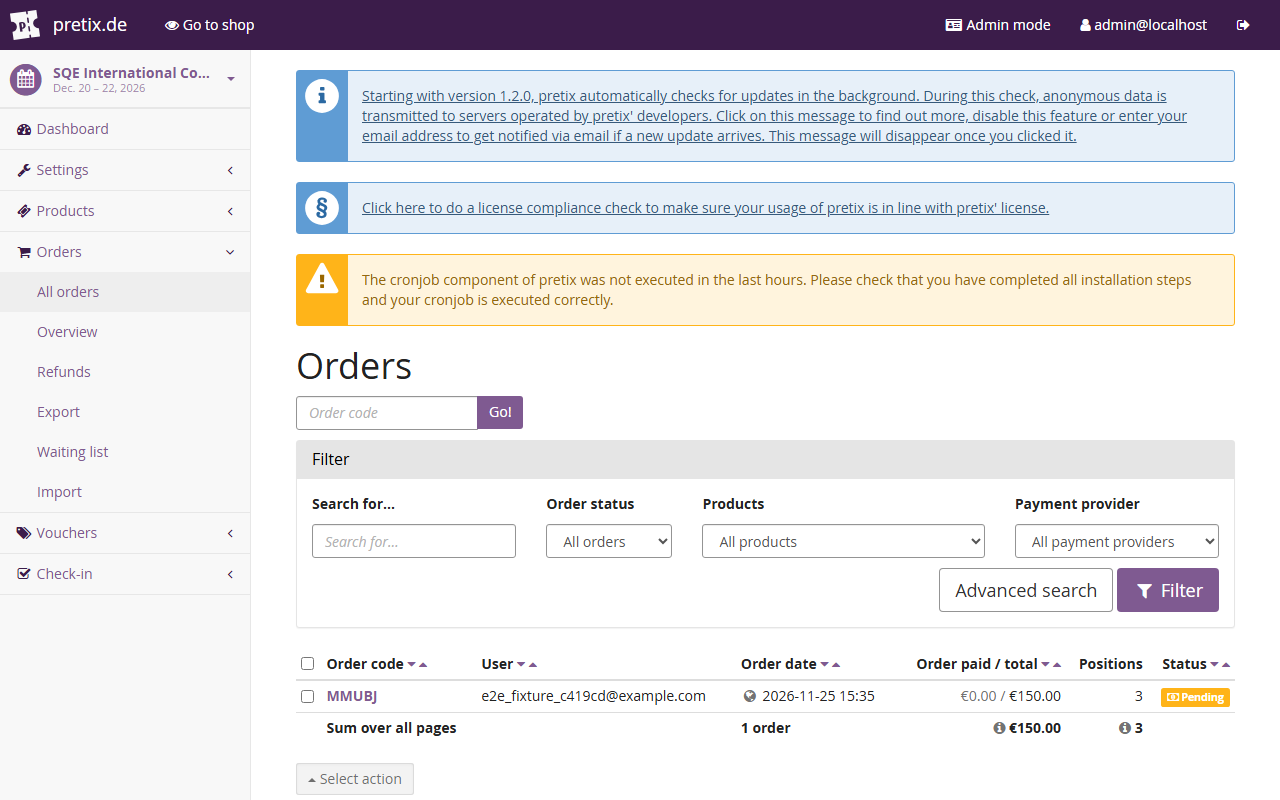 pretix.de
Go to shop
Admin mode
admin@localhost
SQE International Co...
Dec. 20 – 22, 2026
Dashboard
Settings
Products
Orders
All orders
Overview
Refunds
Export
Waiting list
Import
Vouchers
Check-in
Starting with version 1.2.0, pretix automatically checks for updates in the background. During this check, anonymous data is
transmitted to servers operated by pretix' developers. Click on this message to find out more, disable this feature or enter your
email address to get notified via email if a new update arrives. This message will disappear once you clicked it.
§
Click here to do a license compliance check to make sure your usage of pretix is in line with pretix' license.
The cronjob component of pretix was not executed in the last hours. Please check that you have completed all installation steps
and your cronjob is executed correctly.
Orders
Order code
Go!
Filter
Search for... Order status Products Payment provider
Search for... All orders All products All payment providers
Advanced search Filter
Order code User Order date Order paid / total Positions Status
MMUBJ e2e_fixture_c419cd@example.com 2026-11-25 15:35 €0.00 / €150.00 3 Pending
Sum over all pages 1 order €150.00 3
Select action